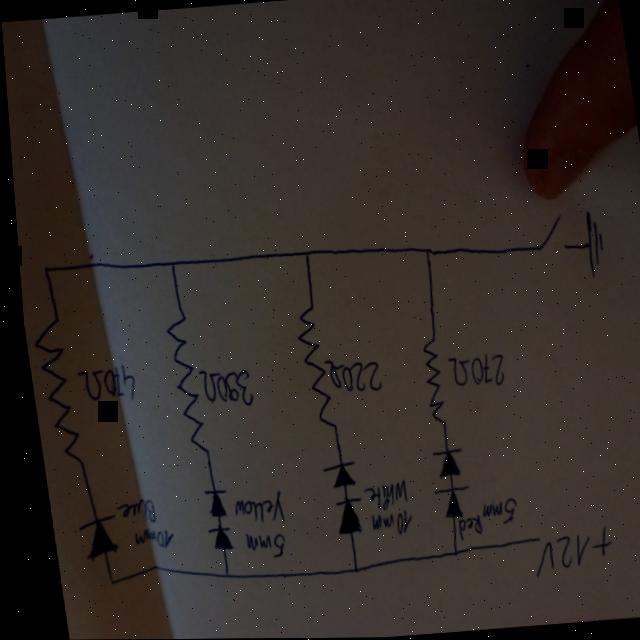 +12V
5mm Red
10mm
White
5mm
Yellow
10mm
Blue
270Ω
220Ω
390Ω
470Ω